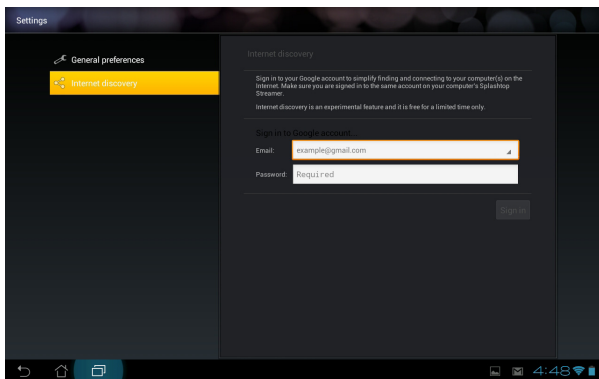 Settings
General preferences
Internet discovery
Internet discovery
Sign in to your Google account to simplify finding and connecting to your computer(s) on the
Internet. Make sure you are signed in to the same account on your computer's Splashtop
Streamer.
Internet discovery is an experimental feature and it is free for a limited time only.
Sign in to Google account...
Email: example@gmail.com
Password: Required
Sign in
4:48